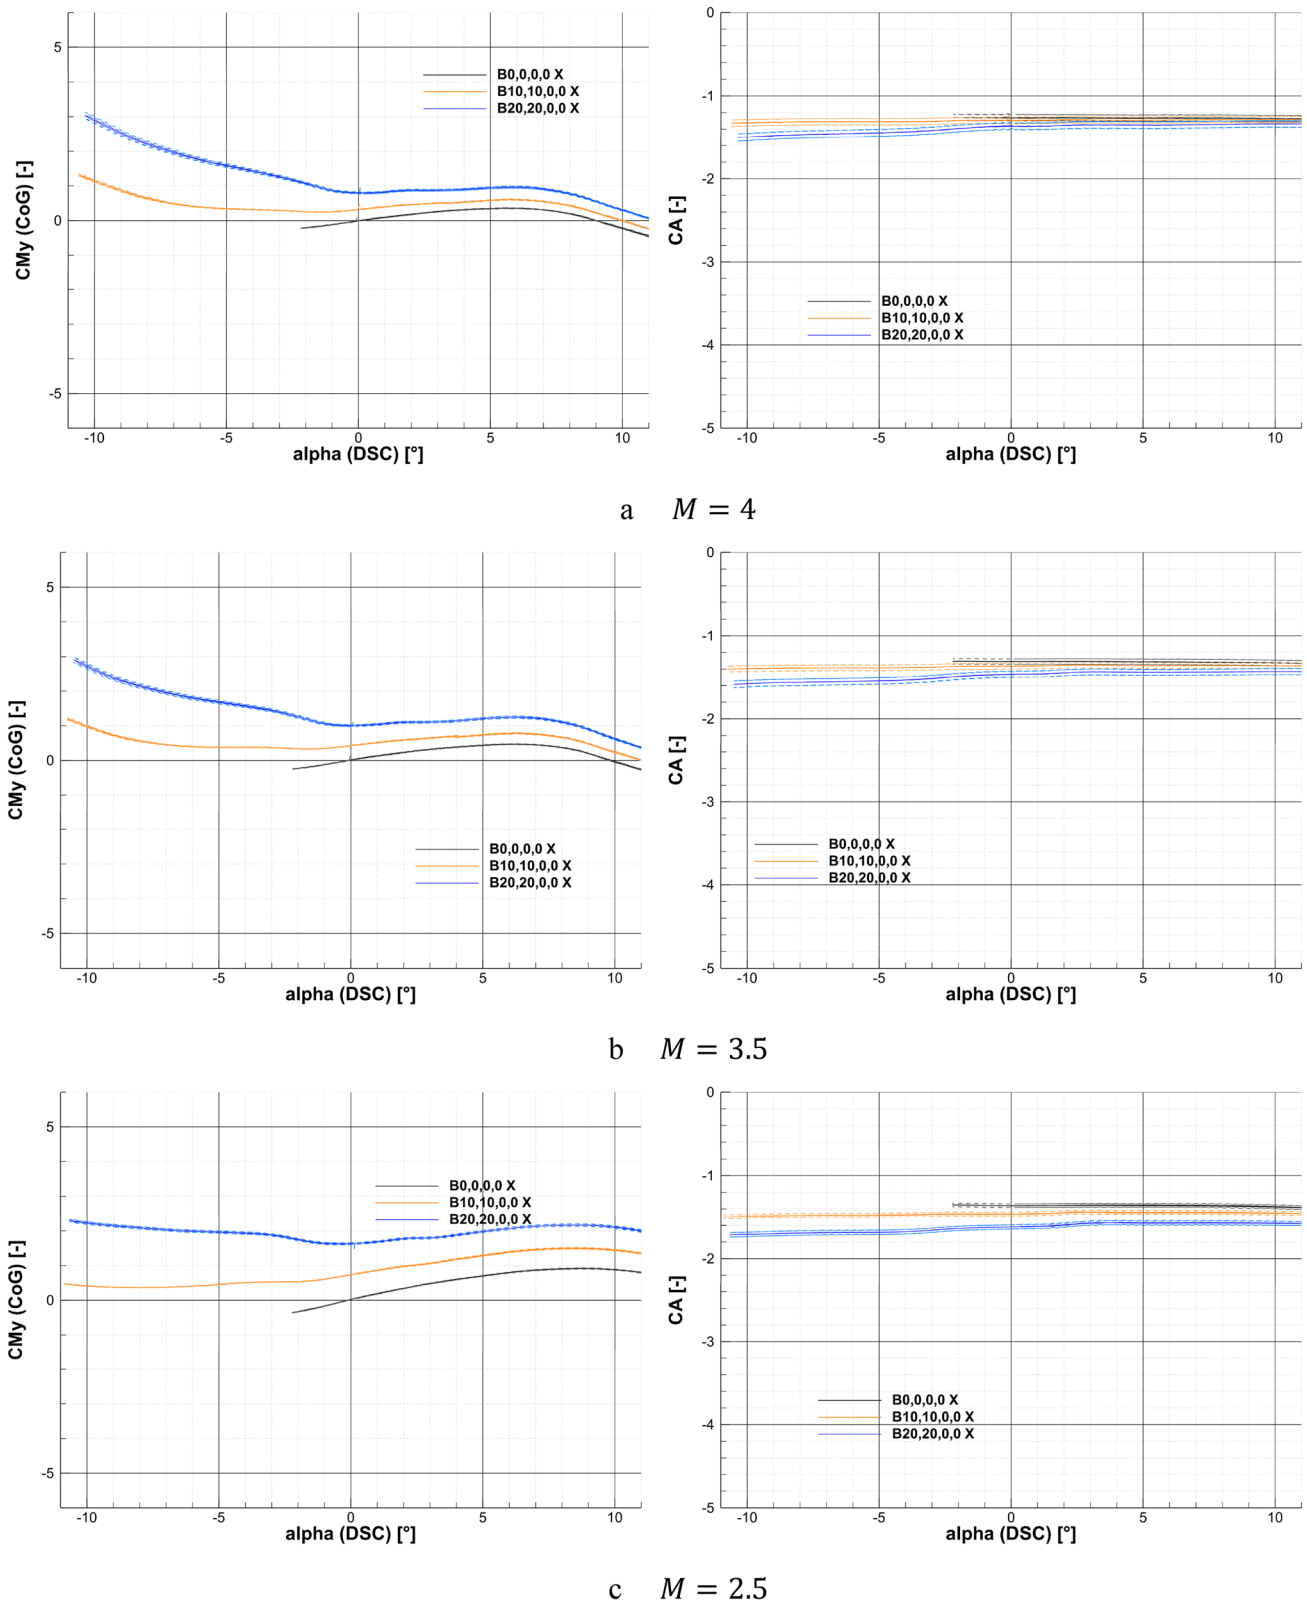 5
0
-5
CMy (CoG) [-]
B0,0,0,0 X
B10,10,0,0 X
B20,20,0,0 X
-10 -5 0 5 10
alpha (DSC) [°]
0
-1
-2
-3
-4
-5
CA [-]
B0,0,0,0 X
B10,10,0,0 X
B20,20,0,0 X
-10 -5 0 5 10
alpha (DSC) [°]
a M = 4
5
0
-5
CMy (CoG) [-]
B0,0,0,0 X
B10,10,0,0 X
B20,20,0,0 X
-10 -5 0 5 10
alpha (DSC) [°]
0
-1
-2
-3
-4
-5
CA [-]
B0,0,0,0 X
B10,10,0,0 X
B20,20,0,0 X
-10 -5 0 5 10
alpha (DSC) [°]
b M = 3.5
5
0
-5
CMy (CoG) [-]
B0,0,0,0 X
B10,10,0,0 X
B20,20,0,0 X
-10 -5 0 5 10
alpha (DSC) [°]
0
-1
-2
-3
-4
-5
CA [-]
B0,0,0,0 X
B10,10,0,0 X
B20,20,0,0 X
-10 -5 0 5 10
alpha (DSC) [°]
c M = 2.5